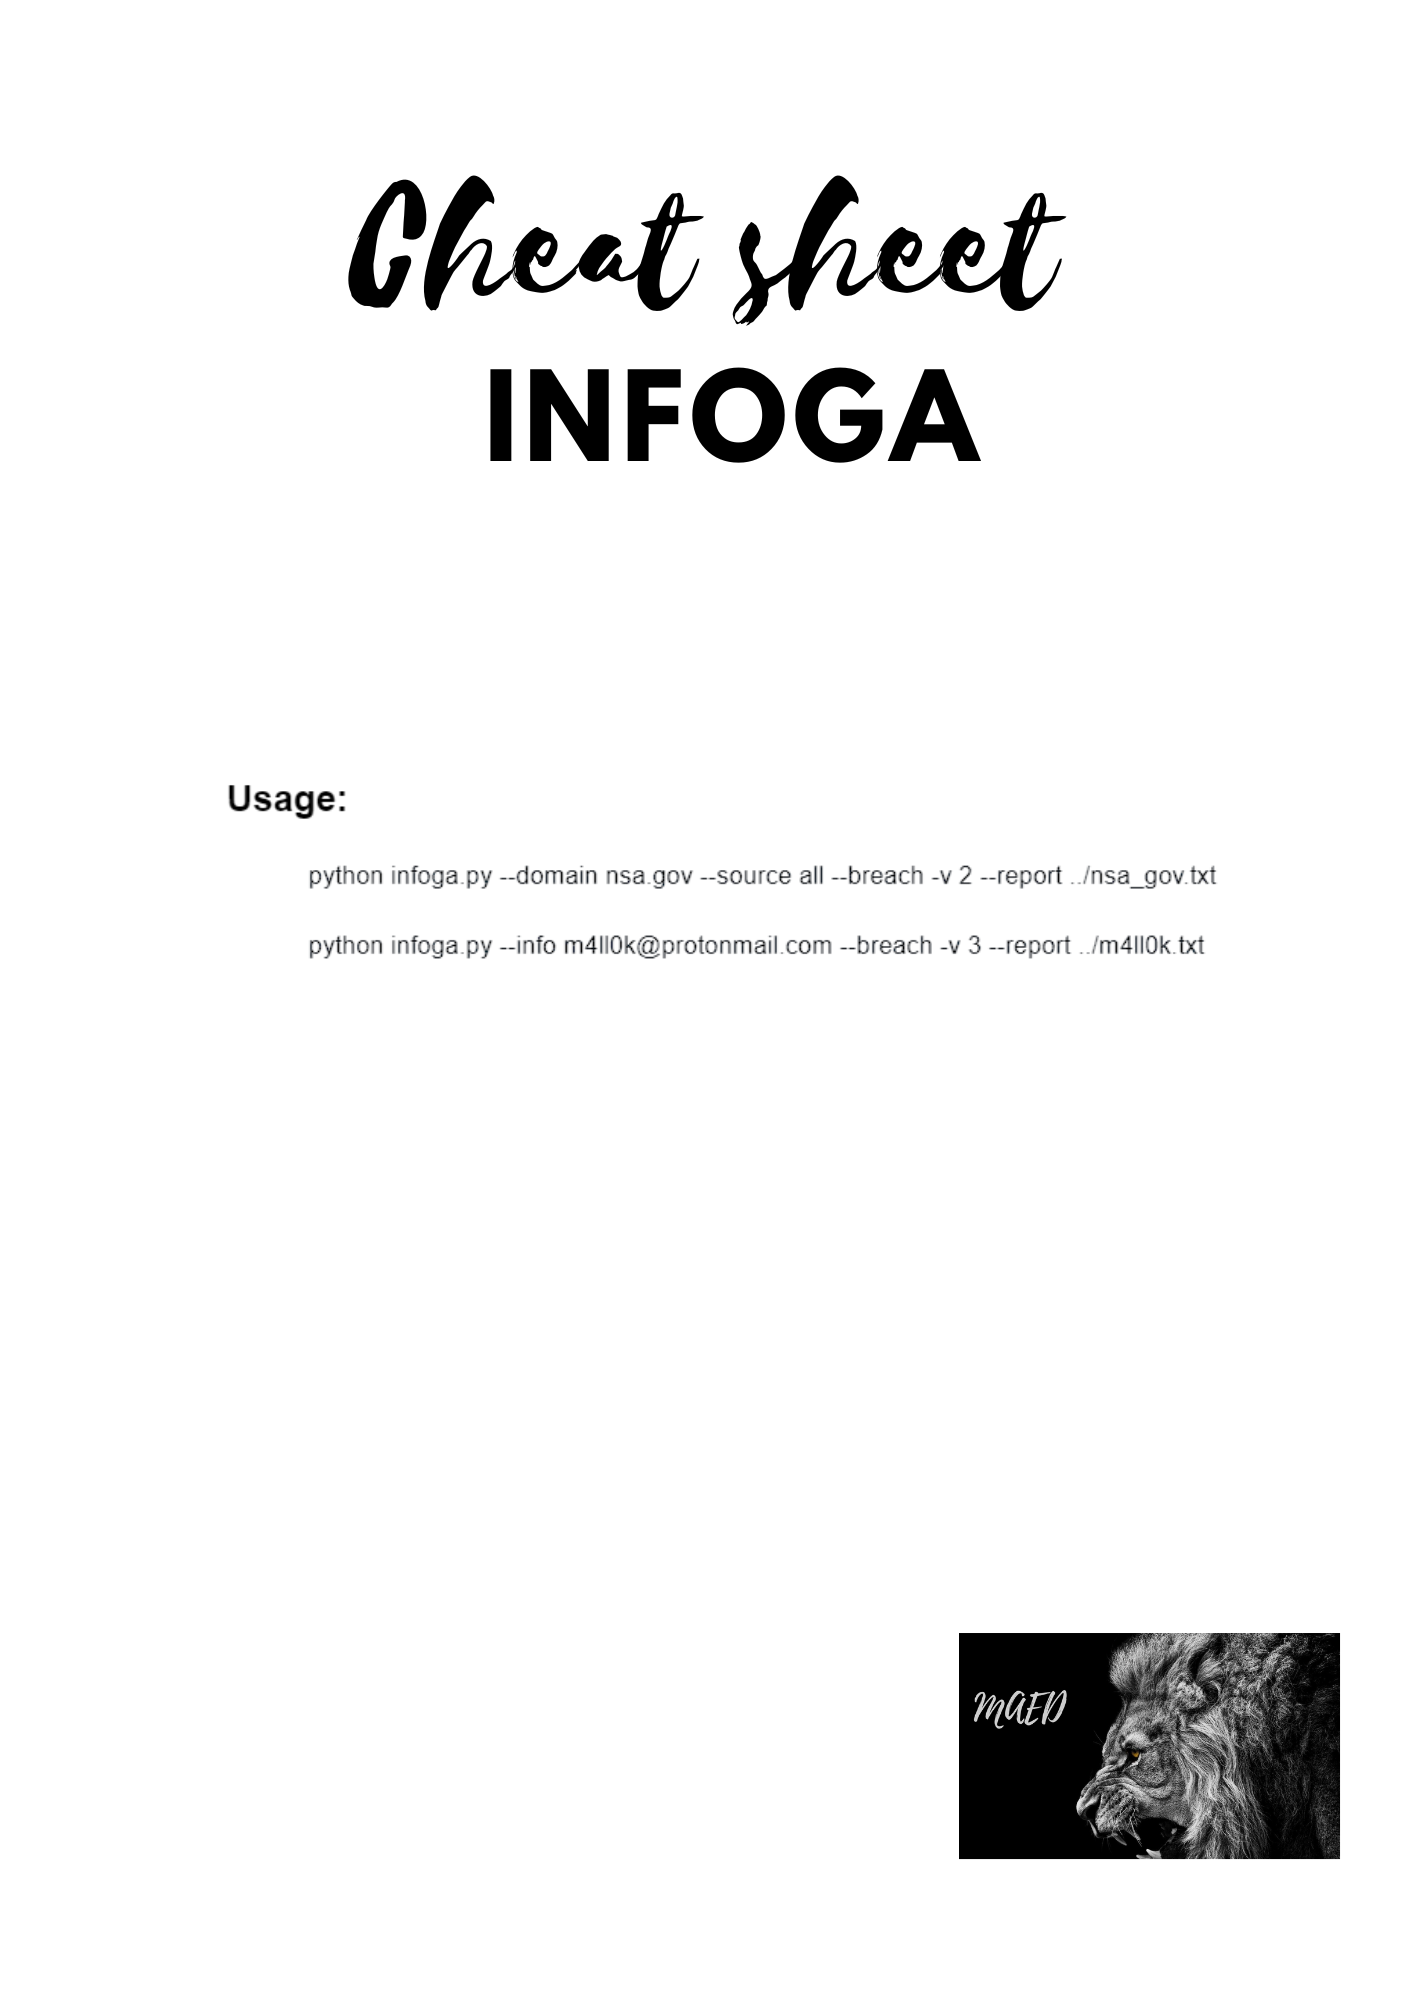 Cheat sheet
INFOGA
Usage:
python infoga.py --domain nsa.gov --source all --breach -v 2 --report ../nsa_gov.txt
python infoga.py --info m4ll0k@protonmail.com --breach -v 3 --report ../m4ll0k.txt
MAED